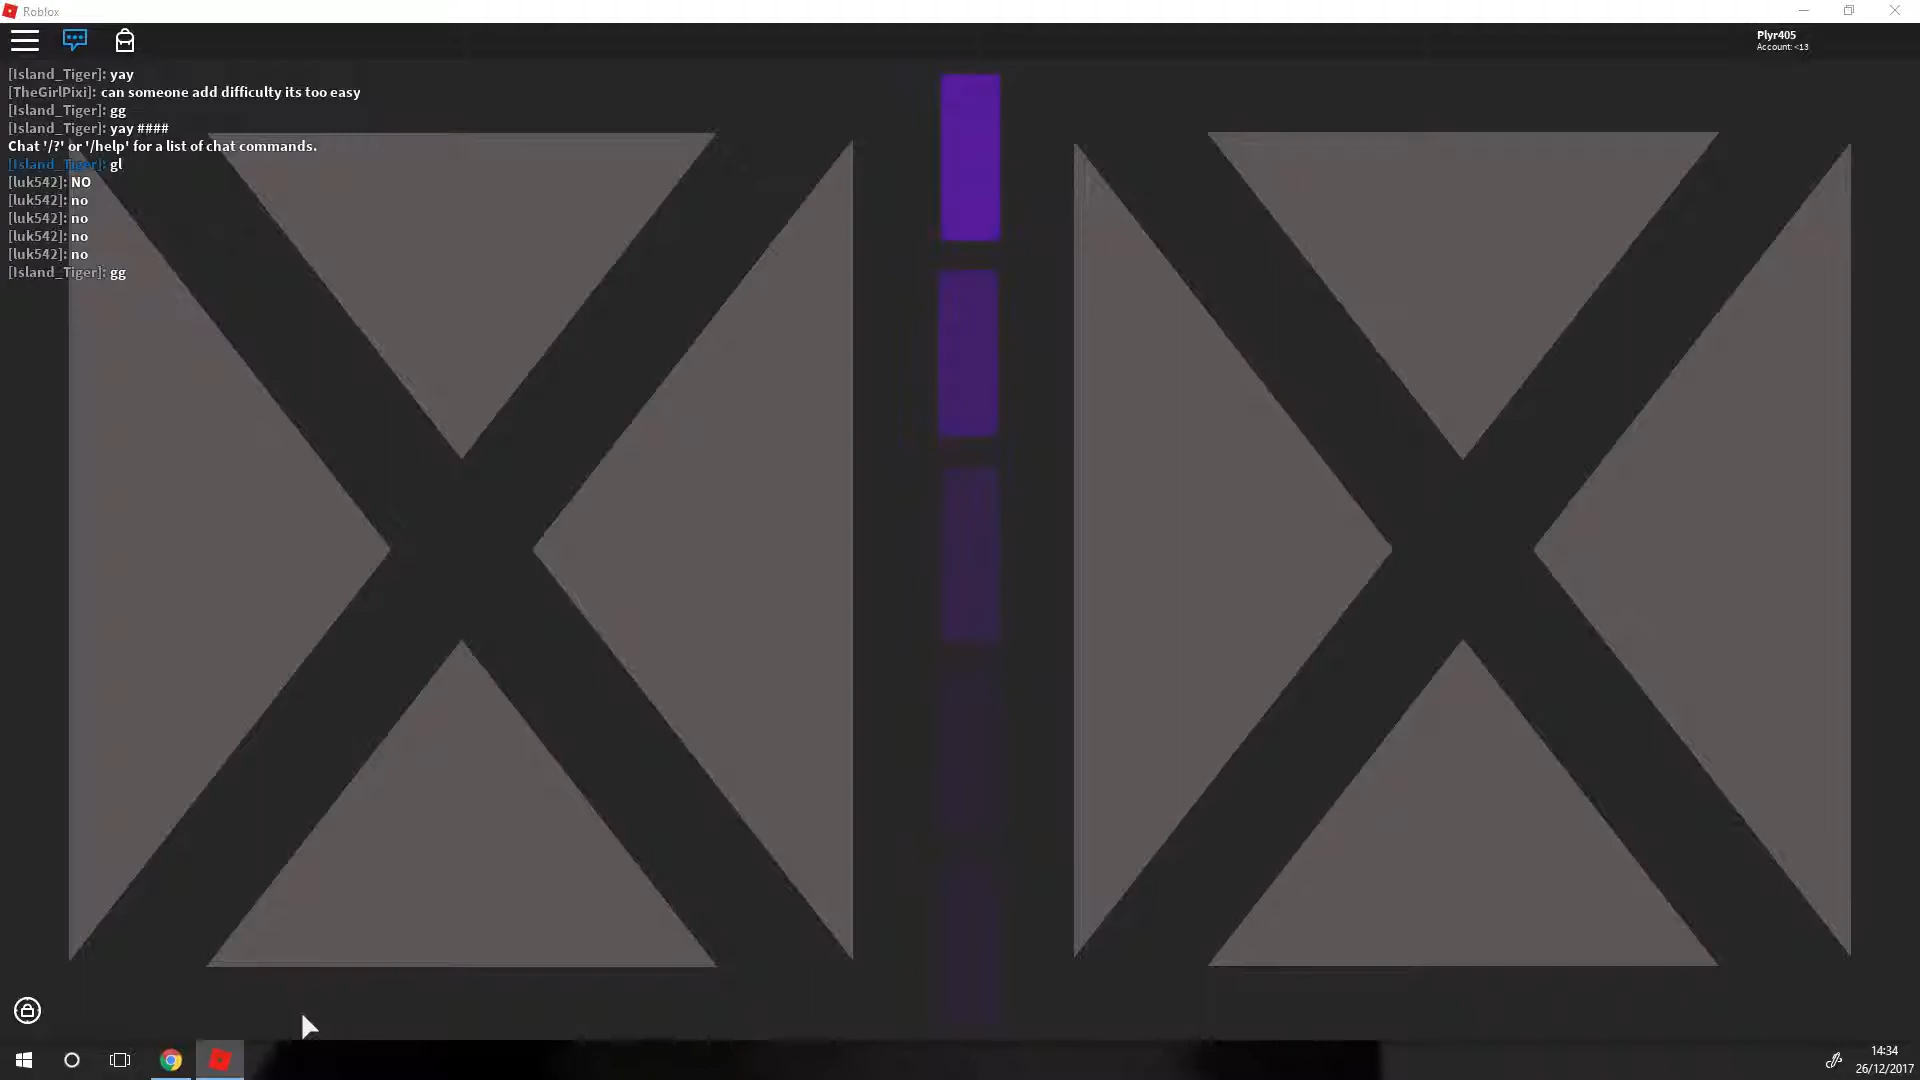 Roblox
Plyr405
Account: <13
[Island_Tiger]: yay
[TheGirlPixi]: can someone add difficulty its too easy
[Island_Tiger]: gg
[Island_Tiger]: yay ####
Chat '/?' or '/help' for a list of chat commands.
[Island_Tiger]: gl
[luk542]: NO
[luk542]: no
[luk542]: no
[luk542]: no
[luk542]: no
[Island_Tiger]: gg
14:34
26/12/2017